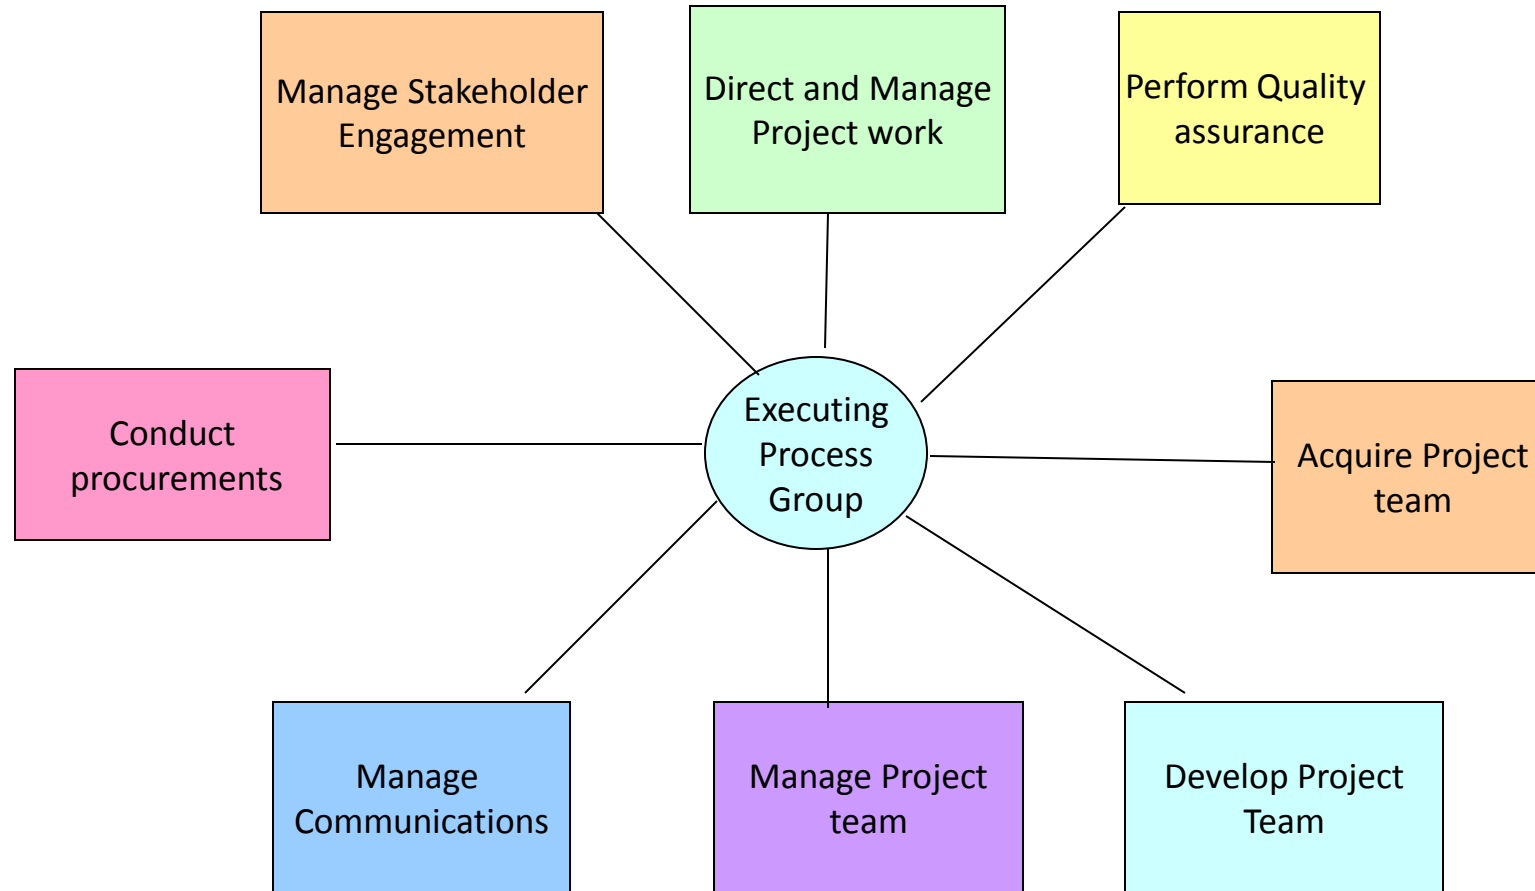 Manage Stakeholder
Engagement
Direct and Manage
Project work
Perform Quality
assurance
Conduct
procurements
Executing
Process
Group
Acquire Project
team
Manage
Communications
Manage Project
team
Develop Project
Team